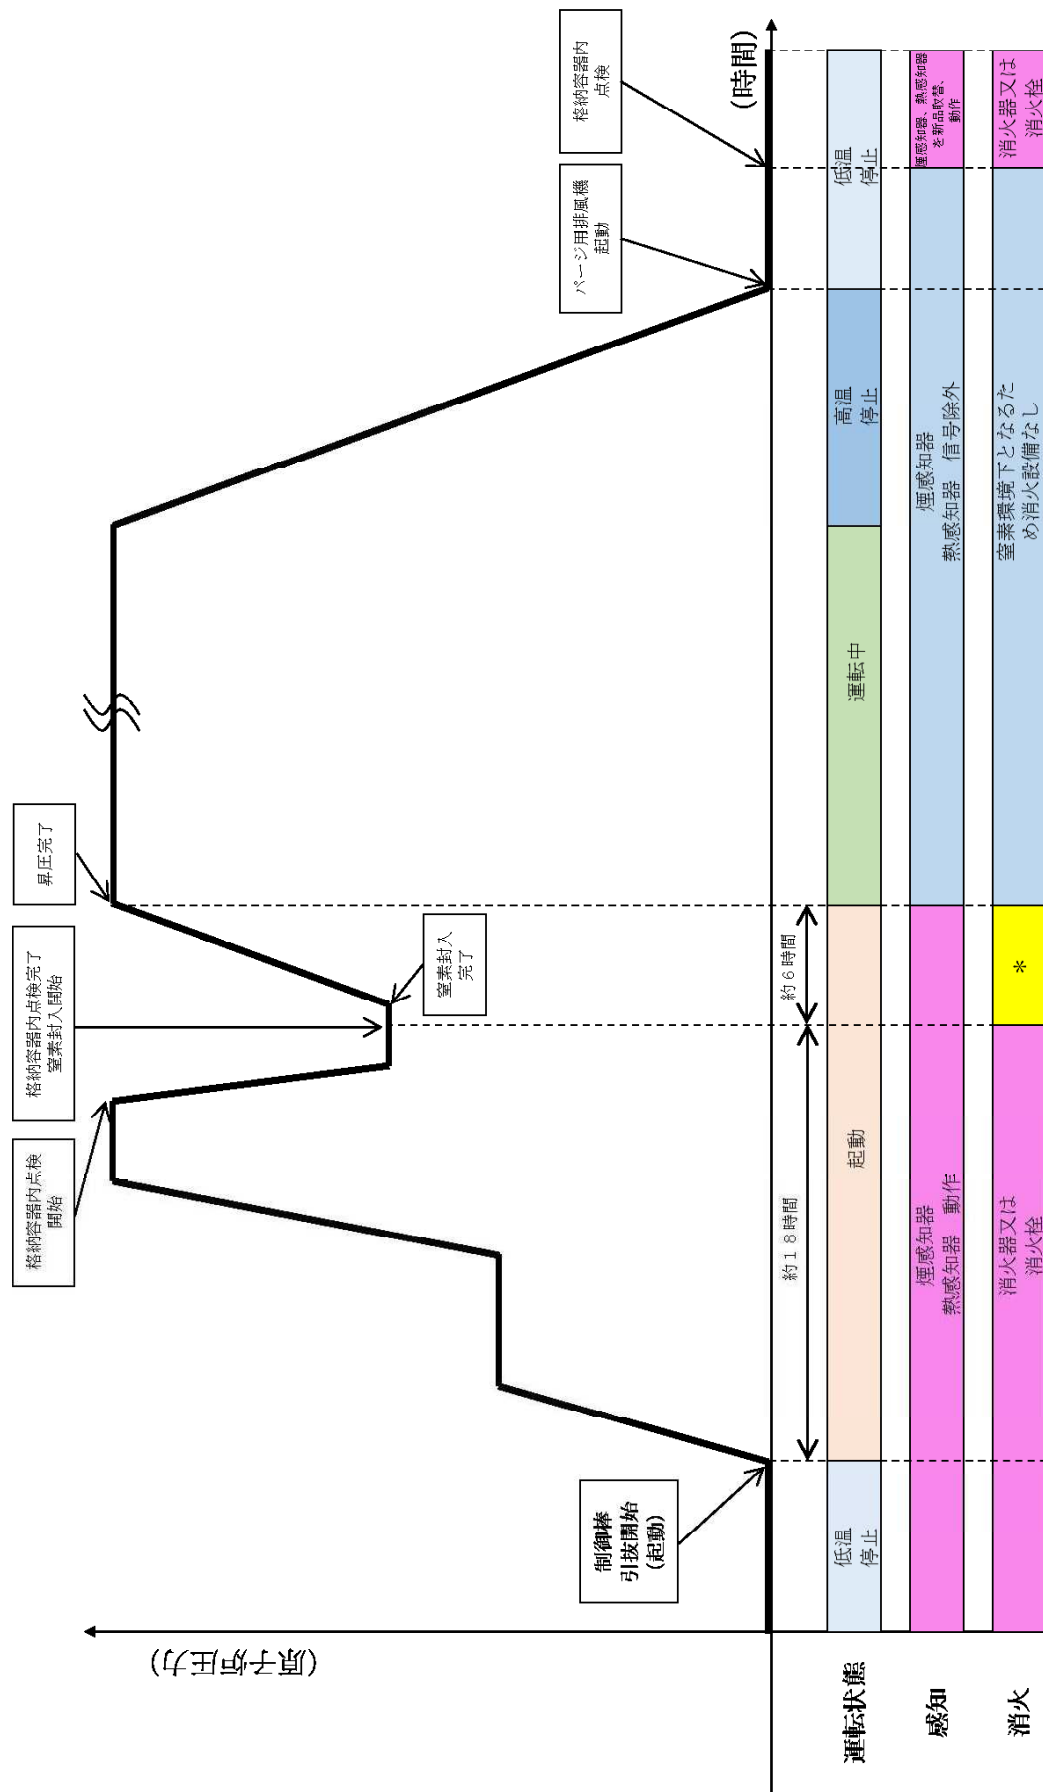 (原子炉圧力)
格納容器内点検
開始
格納容器内点検完了
窒素封入開始
昇圧完了
窒素封入
完了
制御棒
引抜開始
(起動)
パージ用排風機
起動
格納容器内
点検
(時間)
約18時間
約6時間
運転状態
低温
停止
起動
運転中
高温
停止
低温
停止
感知
煙感知器
熱感知器 動作
煙感知器
熱感知器 信号除外
煙感知器、熱感知器
を新品取替、
動作
消火
消火器又は
消火栓
*
窒素環境下となるた
め消火設備なし
消火器又は
消火栓